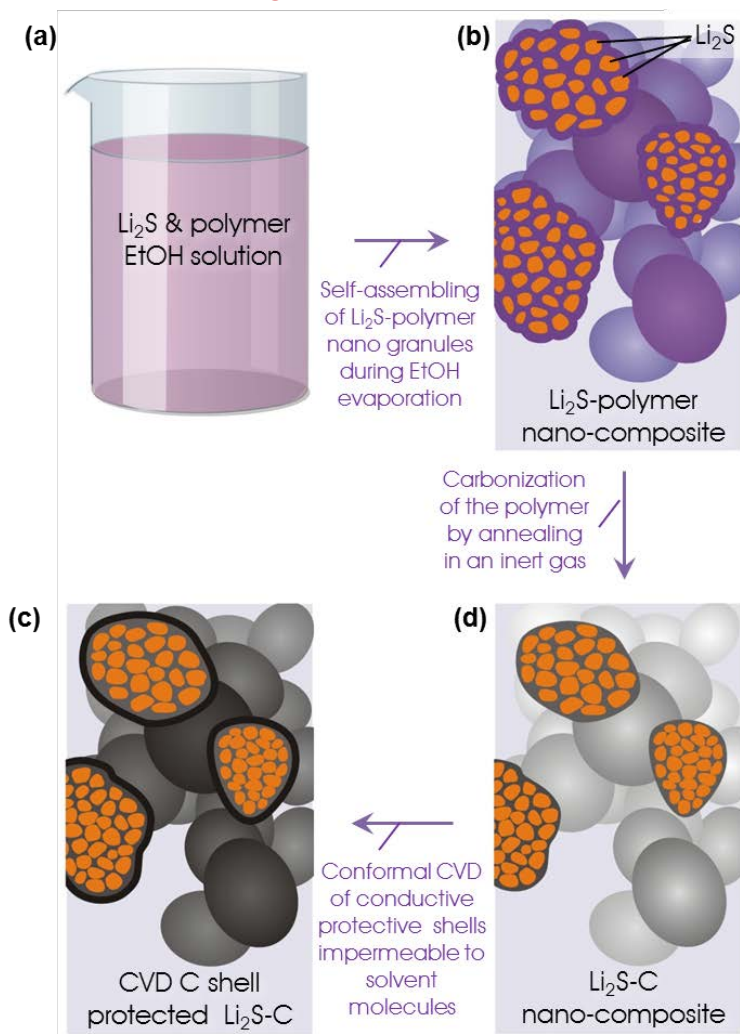 (a)
(b)
Li₂S
Li₂S & polymer
EtOH solution
Self-assembling
of Li₂S-polymer
nano granules
during EtOH
evaporation
Li₂S-polymer
nano-composite
Carbonization
of the polymer
by annealing
in an inert gas
(c)
(d)
Conformal CVD
of conductive
protective shells
impermeable to
solvent
molecules
CVD C shell
protected Li₂S-C
Li₂S-C
nano-composite